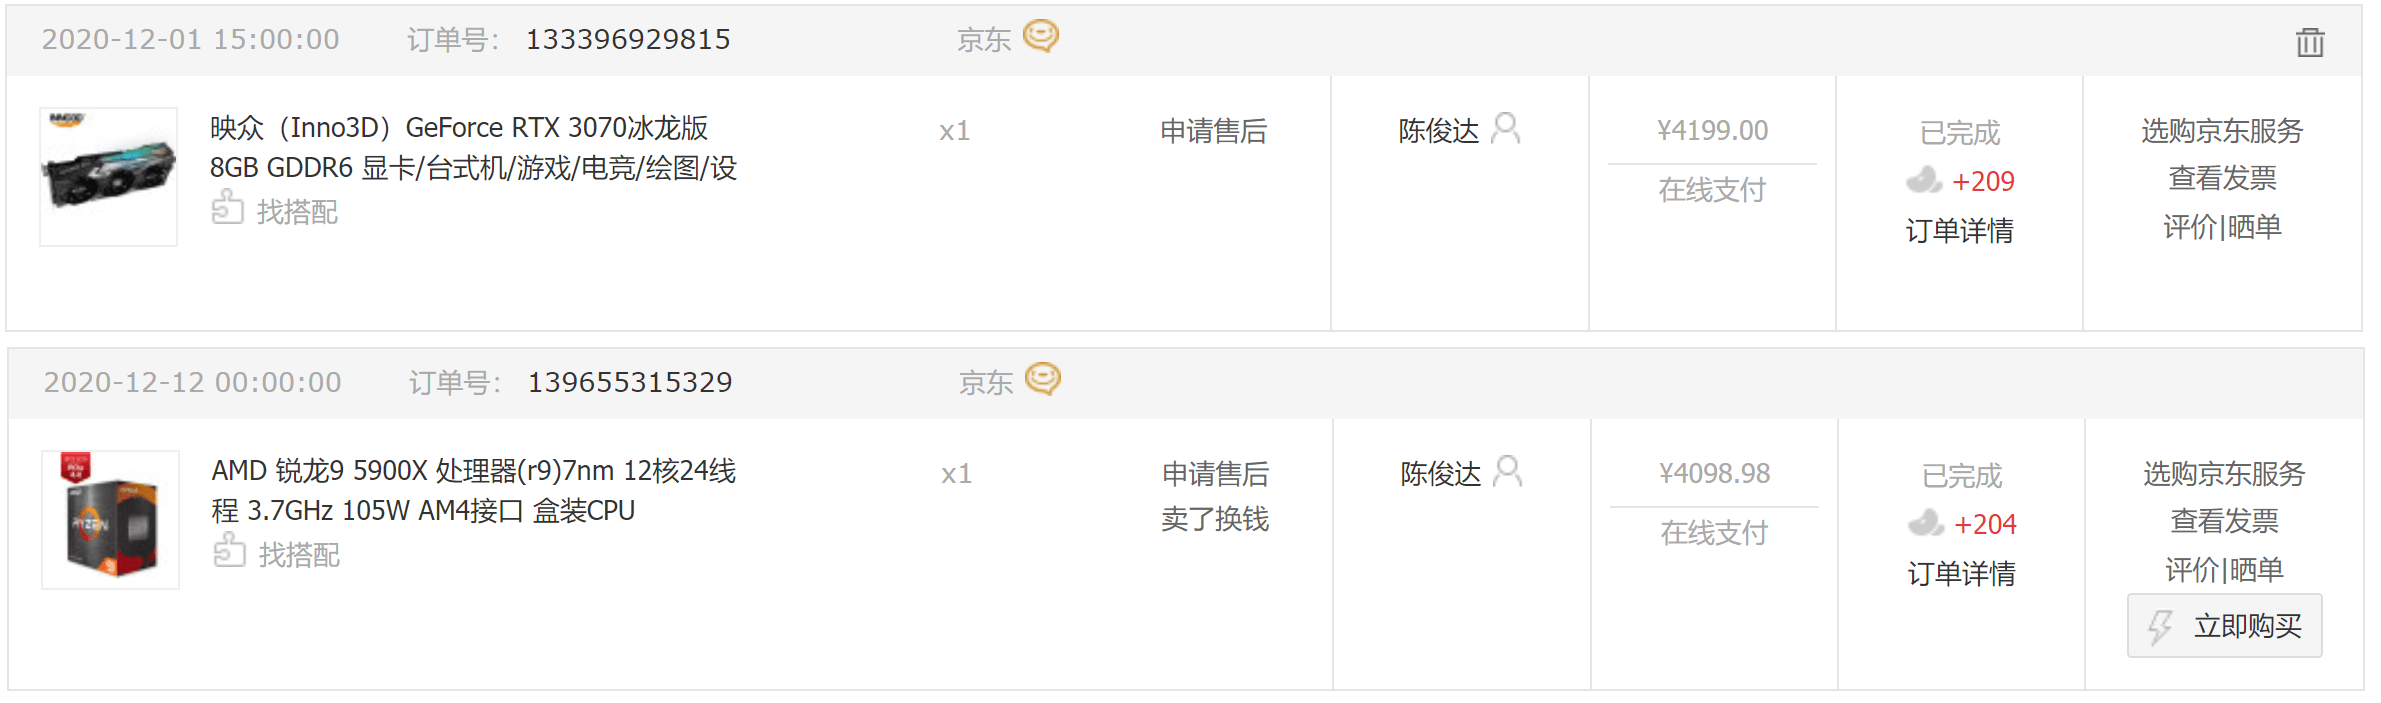 2020-12-01 15:00:00 订单号: 133396929815 京东
映众（Inno3D）GeForce RTX 3070冰龙版
8GB GDDR6 显卡/台式机/游戏/电竞/绘图/设
找搭配
x1
申请售后
陈俊达
¥4199.00
在线支付
已完成
+209
订单详情
选购京东服务
查看发票
评价|晒单
2020-12-12 00:00:00 订单号: 139655315329 京东
RYZEN
AMD 锐龙9 5900X 处理器(r9)7nm 12核24线
程 3.7GHz 105W AM4接口 盒装CPU
找搭配
x1
申请售后
卖了换钱
陈俊达
¥4098.98
在线支付
已完成
+204
订单详情
选购京东服务
查看发票
评价|晒单
立即购买